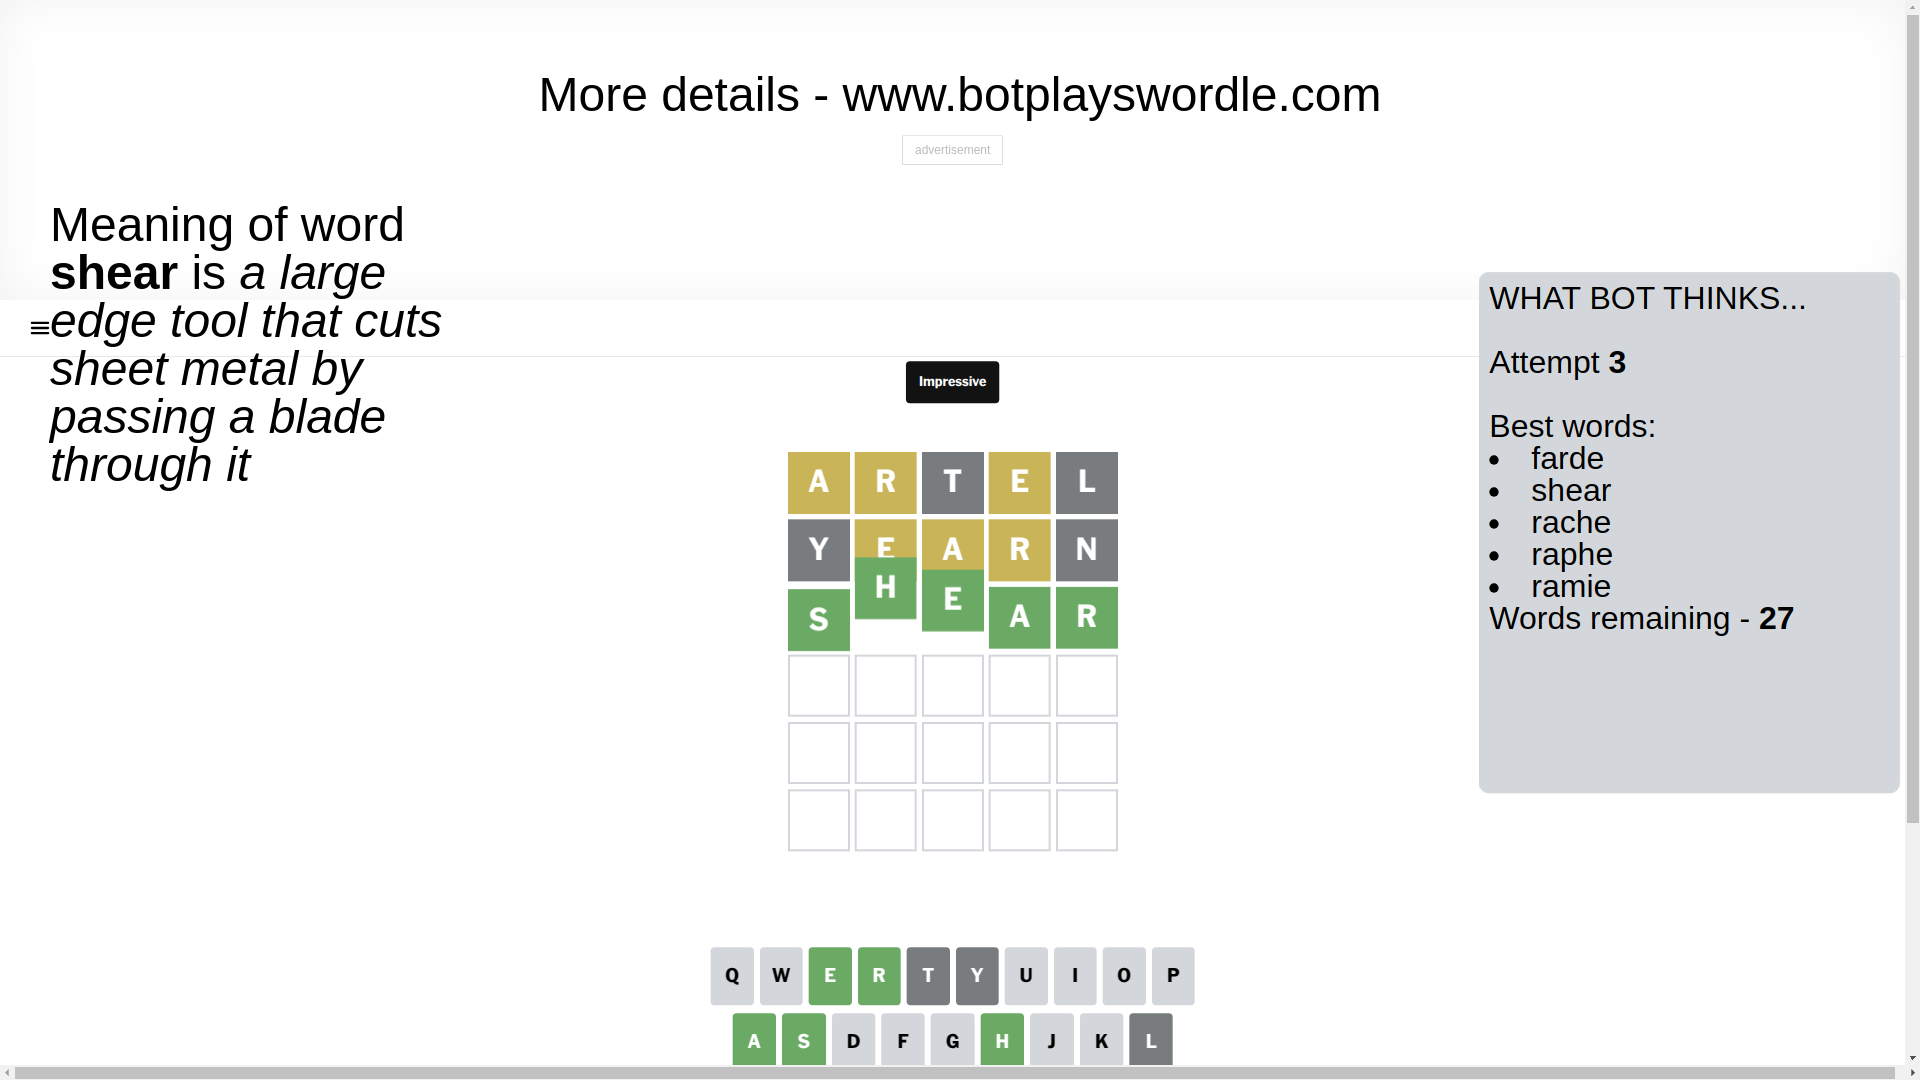 More details - www.botplayswordle.com
advertisement
Meaning of word
shear is a large
edge tool that cuts
sheet metal by
passing a blade
through it
WHAT BOT THINKS...
Attempt 3
Best words:
farde
shear
rache
raphe
ramie
Words remaining - 27
Impressive
A R T E L
Y E A R N
S H E A R
Q W E R T Y U I O P
A S D F G H J K L